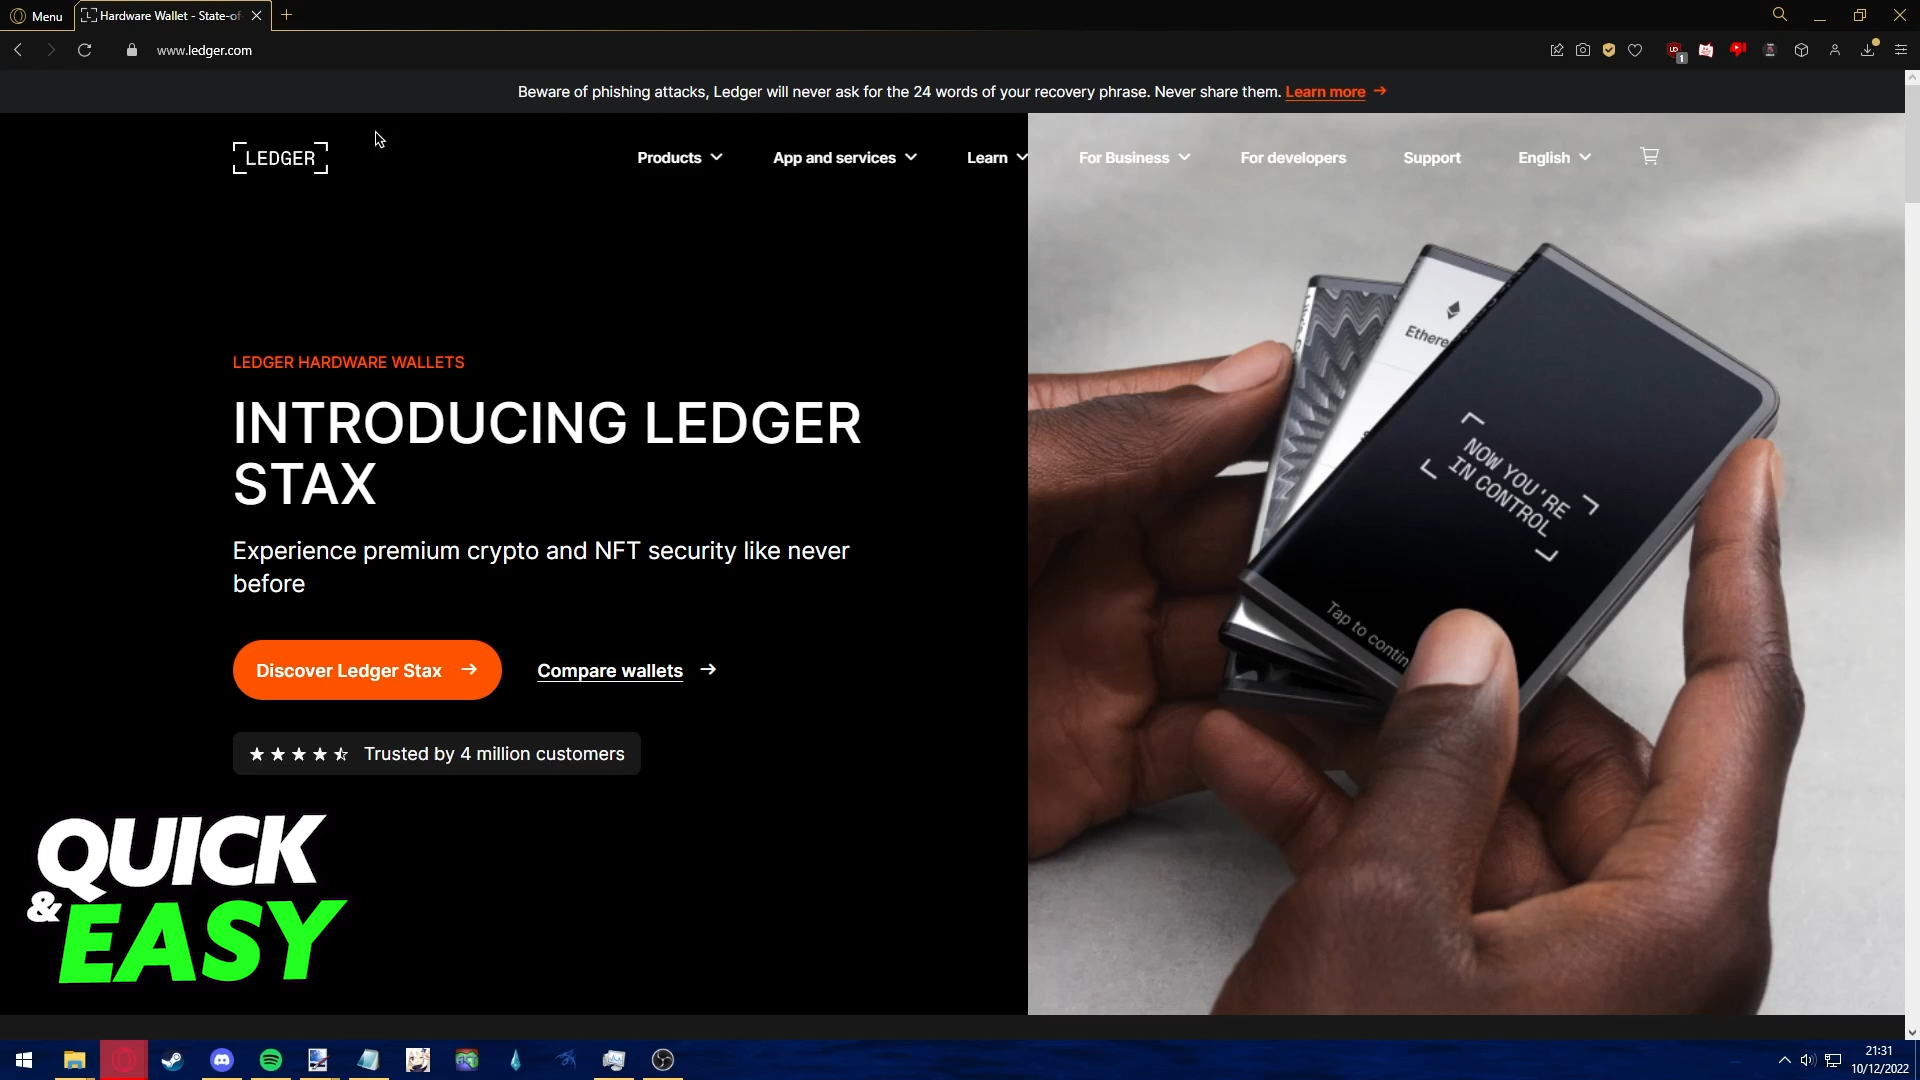 Menu
Hardware Wallet - State-of
www.ledger.com
1
Beware of phishing attacks, Ledger will never ask for the 24 words of your recovery phrase. Never share them. Learn more →
LEDGER
Products
App and services
Learn
For Business
For developers
Support
English
LEDGER HARDWARE WALLETS
INTRODUCING LEDGER
STAX
Experience premium crypto and NFT security like never
before
Discover Ledger Stax →
Compare wallets →
Trusted by 4 million customers
Ethere
NOW YOU'RE
IN CONTROL
Tap to contin
QUICK
&EASY
21:31
10/12/2022